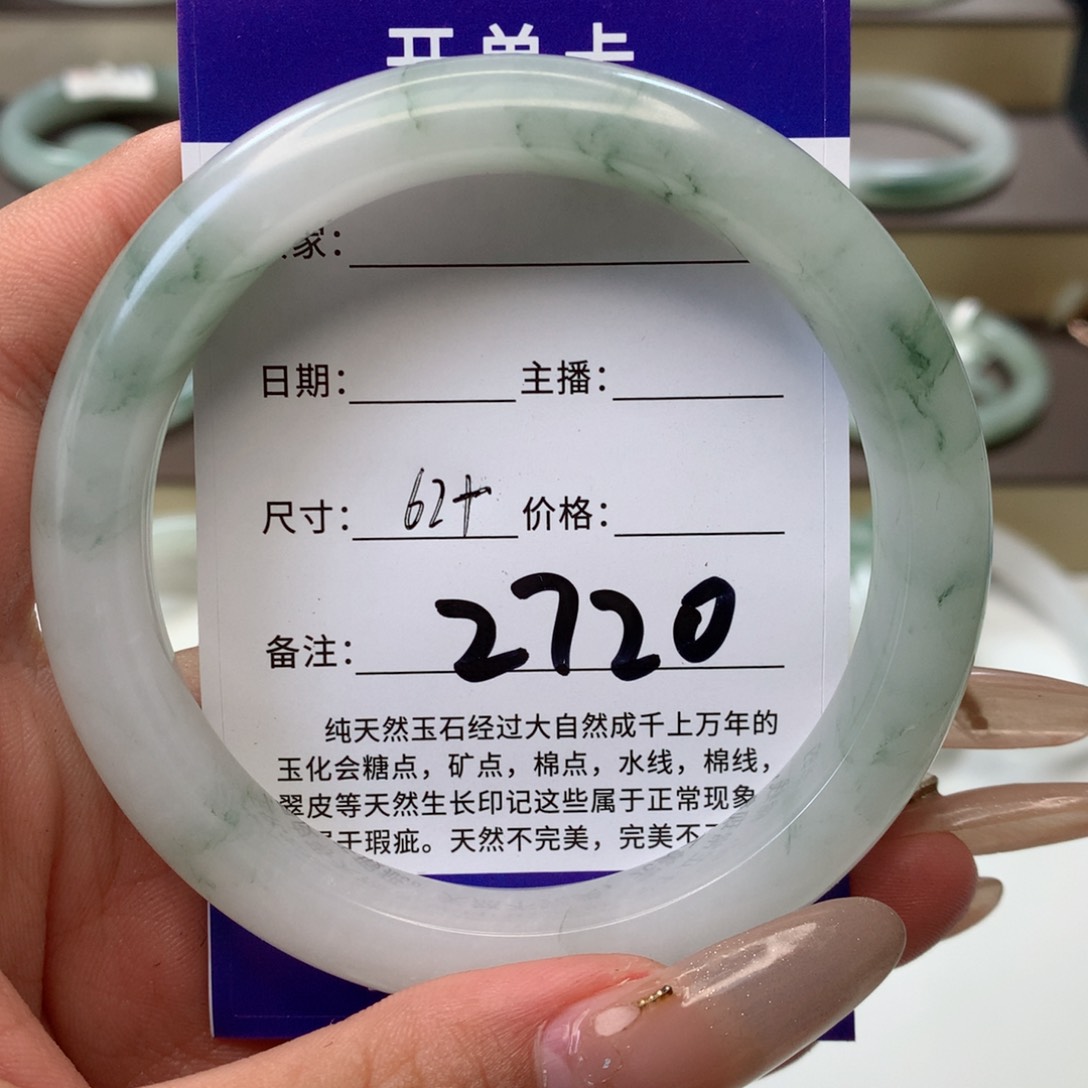 开单卡
家：
日期： 主播：
尺寸： 62+ 价格：
备注： 2720
纯天然玉石经过大自然成千上万年的
玉化会糖点，矿点，棉点，水线，棉线，
翠皮等天然生长印记这些属于正常现象
于瑕疵。天然不完美，完美不